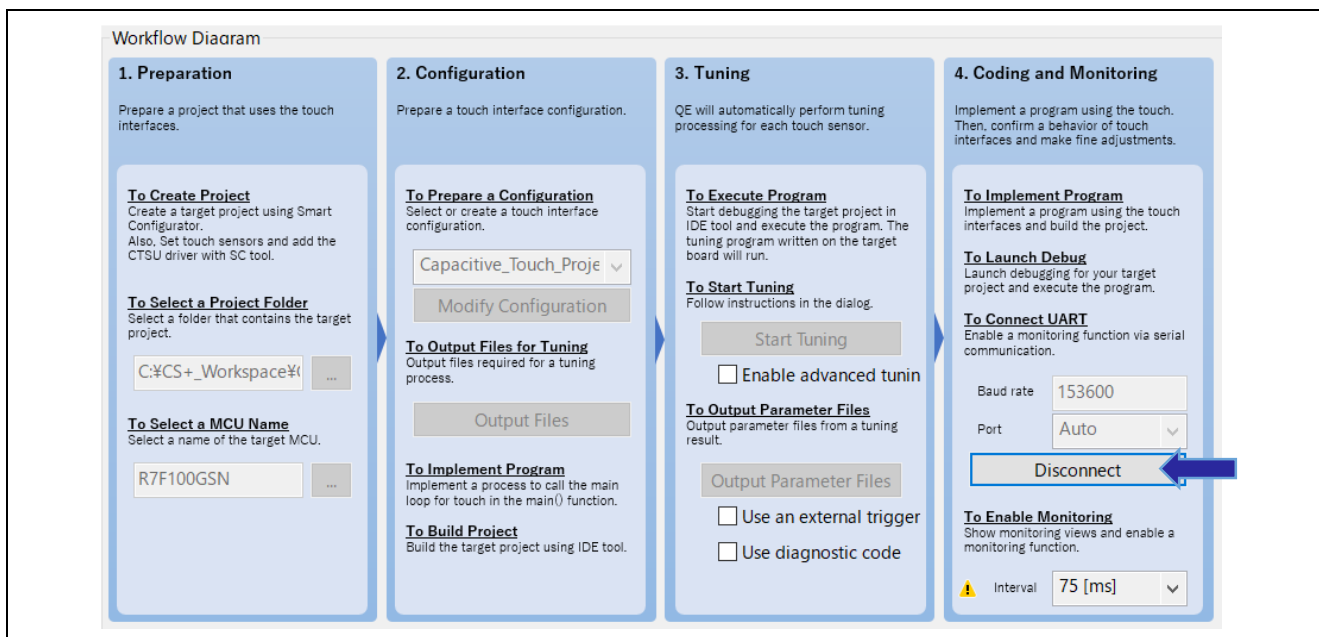 Workflow Diagram
1. Preparation
Prepare a project that uses the touch
interfaces.
To Create Project
Create a target project using Smart
Configurator.
Also, Set touch sensors and add the
CTSU driver with SC tool.
To Select a Project Folder
Select a folder that contains the target
project.
C:¥CS+_Workspace¥(
...
To Select a MCU Name
Select a name of the target MCU.
R7F100GSN
...
2. Configuration
Prepare a touch interface configuration.
To Prepare a Configuration
Select or create a touch interface
configuration.
Capacitive_Touch_Proje
Modify Configuration
To Output Files for Tuning
Output files required for a tuning
process.
Output Files
To Implement Program
Implement a process to call the main
loop for touch in the main() function.
To Build Project
Build the target project using IDE tool.
3. Tuning
QE will automatically perform tuning
processing for each touch sensor.
To Execute Program
Start debugging the target project in
IDE tool and execute the program. The
tuning program written on the target
board will run.
To Start Tuning
Follow instructions in the dialog.
Start Tuning
Enable advanced tunin
To Output Parameter Files
Output parameter files from a tuning
result.
Output Parameter Files
Use an external trigger
Use diagnostic code
4. Coding and Monitoring
Implement a program using the touch.
Then, confirm a behavior of touch
interfaces and make fine adjustments.
To Implement Program
Implement a program using the touch
interfaces and build the project.
To Launch Debug
Launch debugging for your target
project and execute the program.
To Connect UART
Enable a monitoring function via serial
communication.
Baud rate 153600
Port Auto
Disconnect
To Enable Monitoring
Show monitoring views and enable a
monitoring function.
Interval 75 [ms]